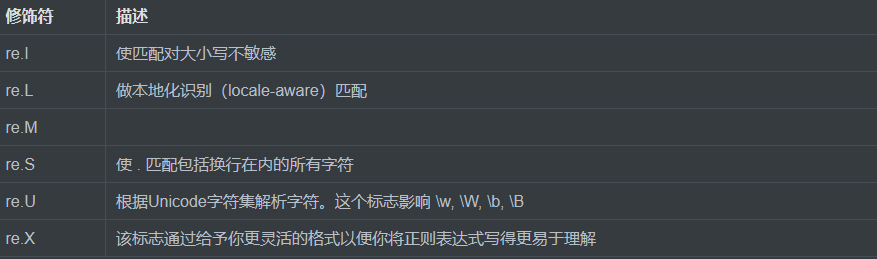 修饰符 描述
re.I 使匹配对大小写不敏感
re.L 做本地化识别（locale-aware）匹配
re.M
re.S 使 . 匹配包括换行在内的所有字符
re.U 根据Unicode字符集解析字符。这个标志影响 \w, \W, \b, \B
re.X 该标志通过给予你更灵活的格式以便你将正则表达式写得更易于理解